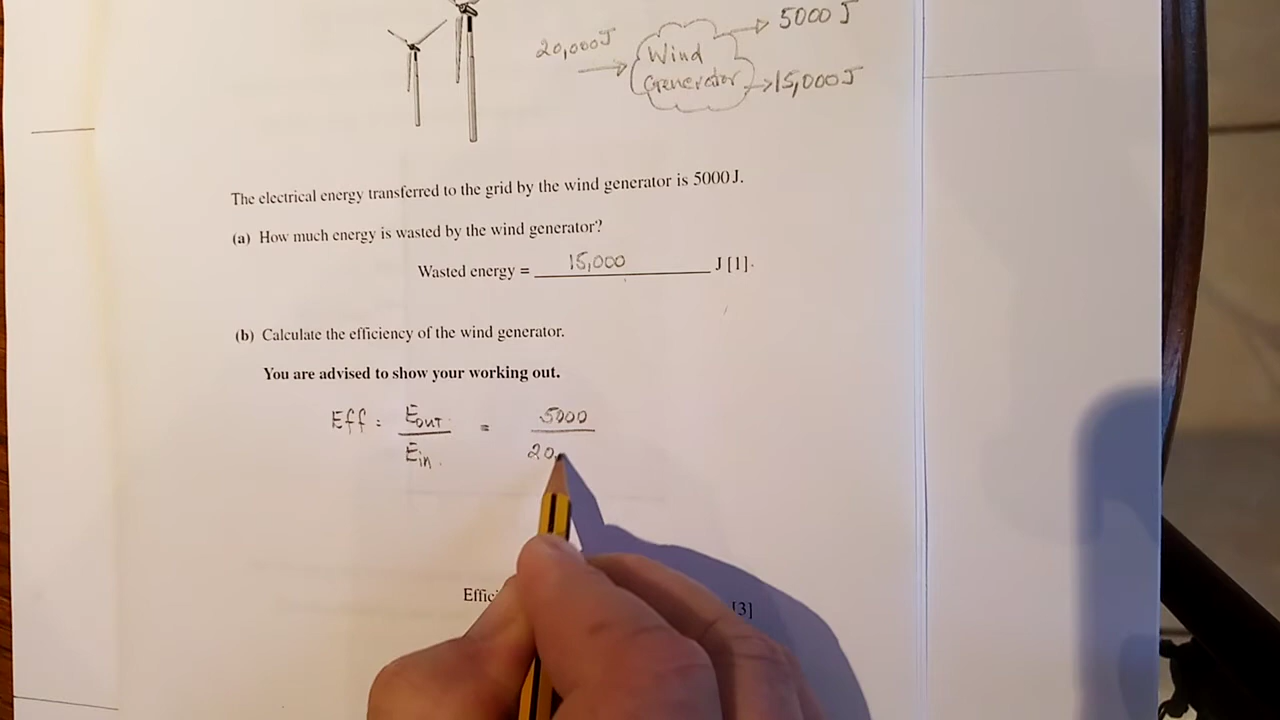 20,000J
Wind
Generator
5000 J
15,000J
The electrical energy transferred to the grid by the wind generator is 5000 J.
(a) How much energy is wasted by the wind generator?
Wasted energy = 15,000 J [1].
(b) Calculate the efficiency of the wind generator.
You are advised to show your working out.
Eff = Eout / Ein = 5000 / 20,
[3]